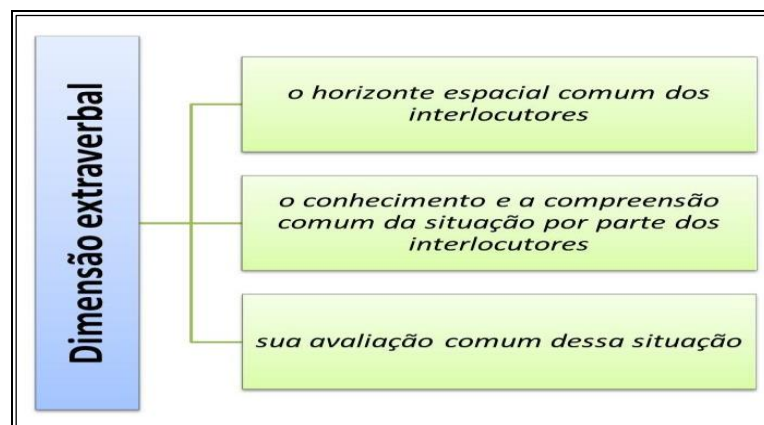 Dimensão extraverbal
o horizonte espacial comum dos
interlocutores
o conhecimento e a compreensão
comum da situação por parte dos
interlocutores
sua avaliação comum dessa situação